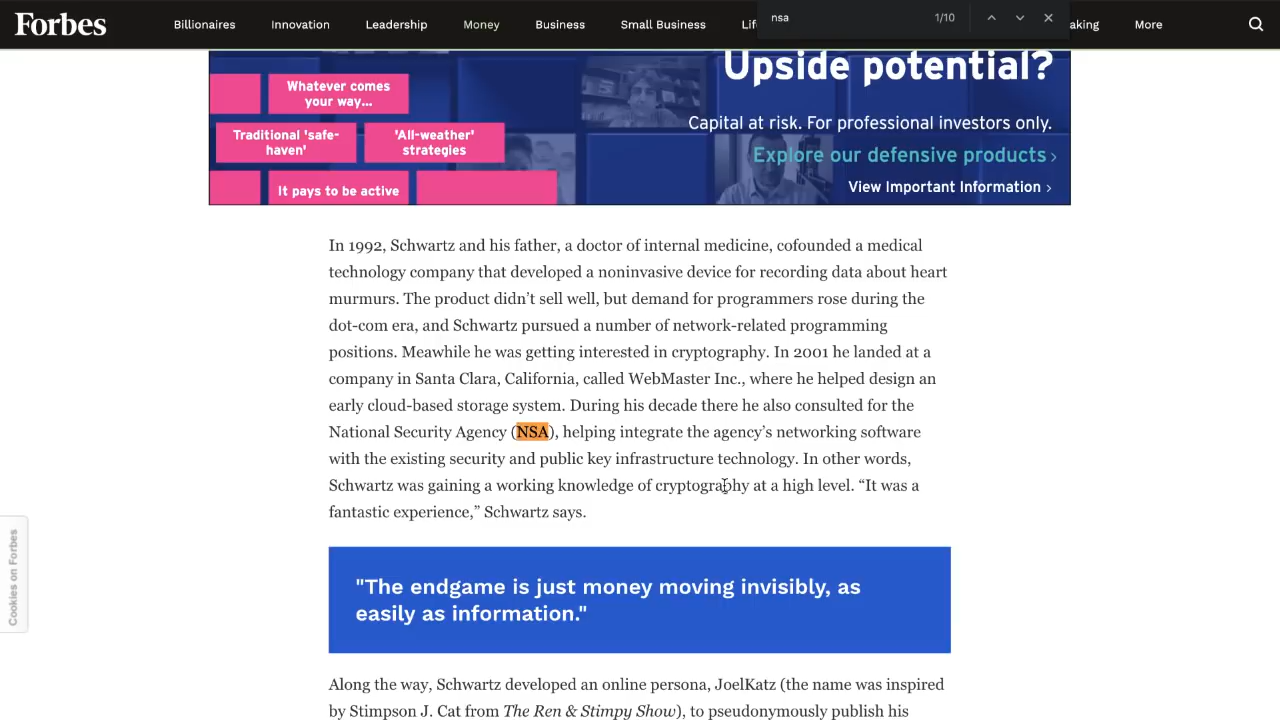 Forbes
Billionaires Innovation Leadership Money Business Small Business Lif aking More
nsa 1/10
Upside potential?
Whatever comes
your way...
Traditional 'safe-
haven'
'All-weather'
strategies
It pays to be active
Capital at risk. For professional investors only.
Explore our defensive products ›
View Important Information ›
In 1992, Schwartz and his father, a doctor of internal medicine, cofounded a medical
technology company that developed a noninvasive device for recording data about heart
murmurs. The product didn’t sell well, but demand for programmers rose during the
dot-com era, and Schwartz pursued a number of network-related programming
positions. Meawhile he was getting interested in cryptography. In 2001 he landed at a
company in Santa Clara, California, called WebMaster Inc., where he helped design an
early cloud-based storage system. During his decade there he also consulted for the
National Security Agency (NSA), helping integrate the agency’s networking software
with the existing security and public key infrastructure technology. In other words,
Schwartz was gaining a working knowledge of cryptography at a high level. “It was a
fantastic experience,” Schwartz says.
"The endgame is just money moving invisibly, as
easily as information."
Along the way, Schwartz developed an online persona, JoelKatz (the name was inspired
by Stimpson J. Cat from The Ren & Stimpy Show), to pseudonymously publish his
Cookies on Forbes